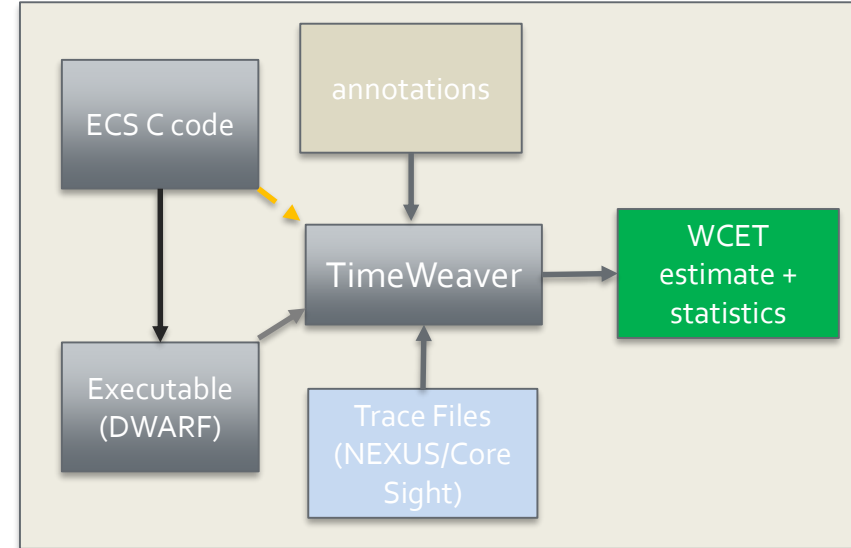 annotations
ECS C code
TimeWeaver
WCET
estimate +
statistics
Executable
(DWARF)
Trace Files
(NEXUS/Core
Sight)